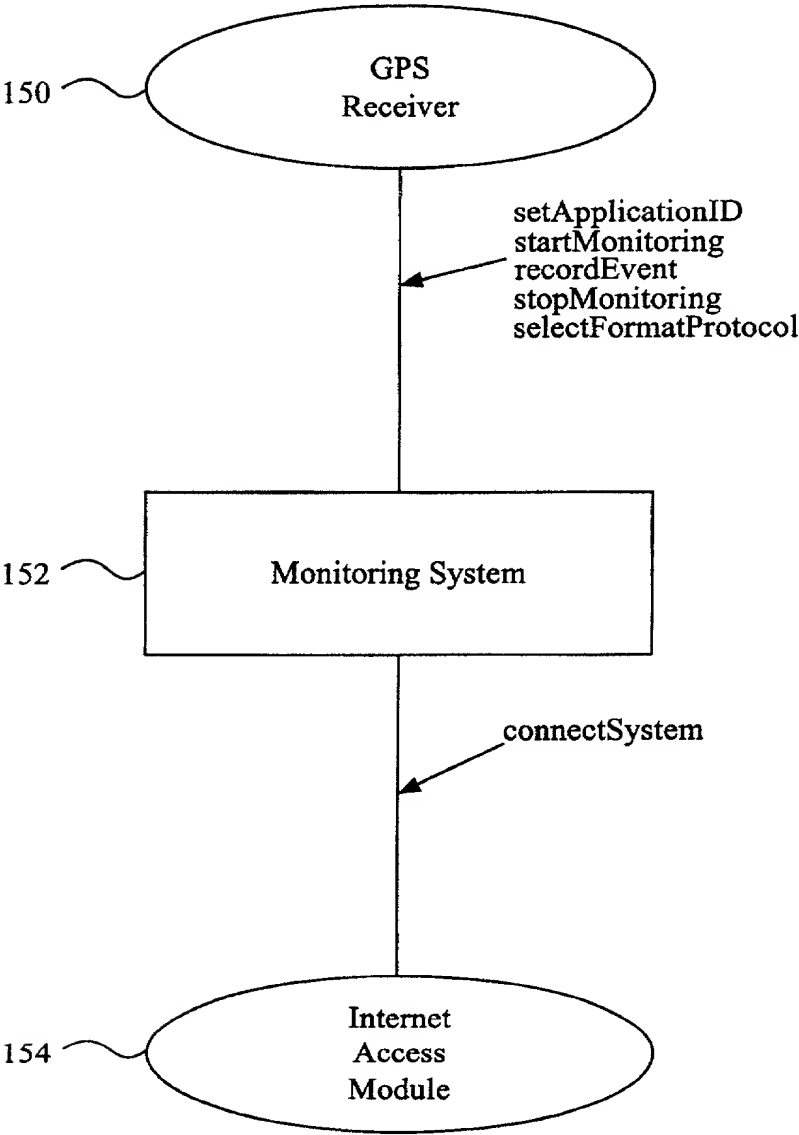 GPS
Receiver
150
setApplicationID
startMonitoring
recordEvent
stopMonitoring
selectFormatProtocol
152
Monitoring System
connectSystem
Internet
Access
Module
154